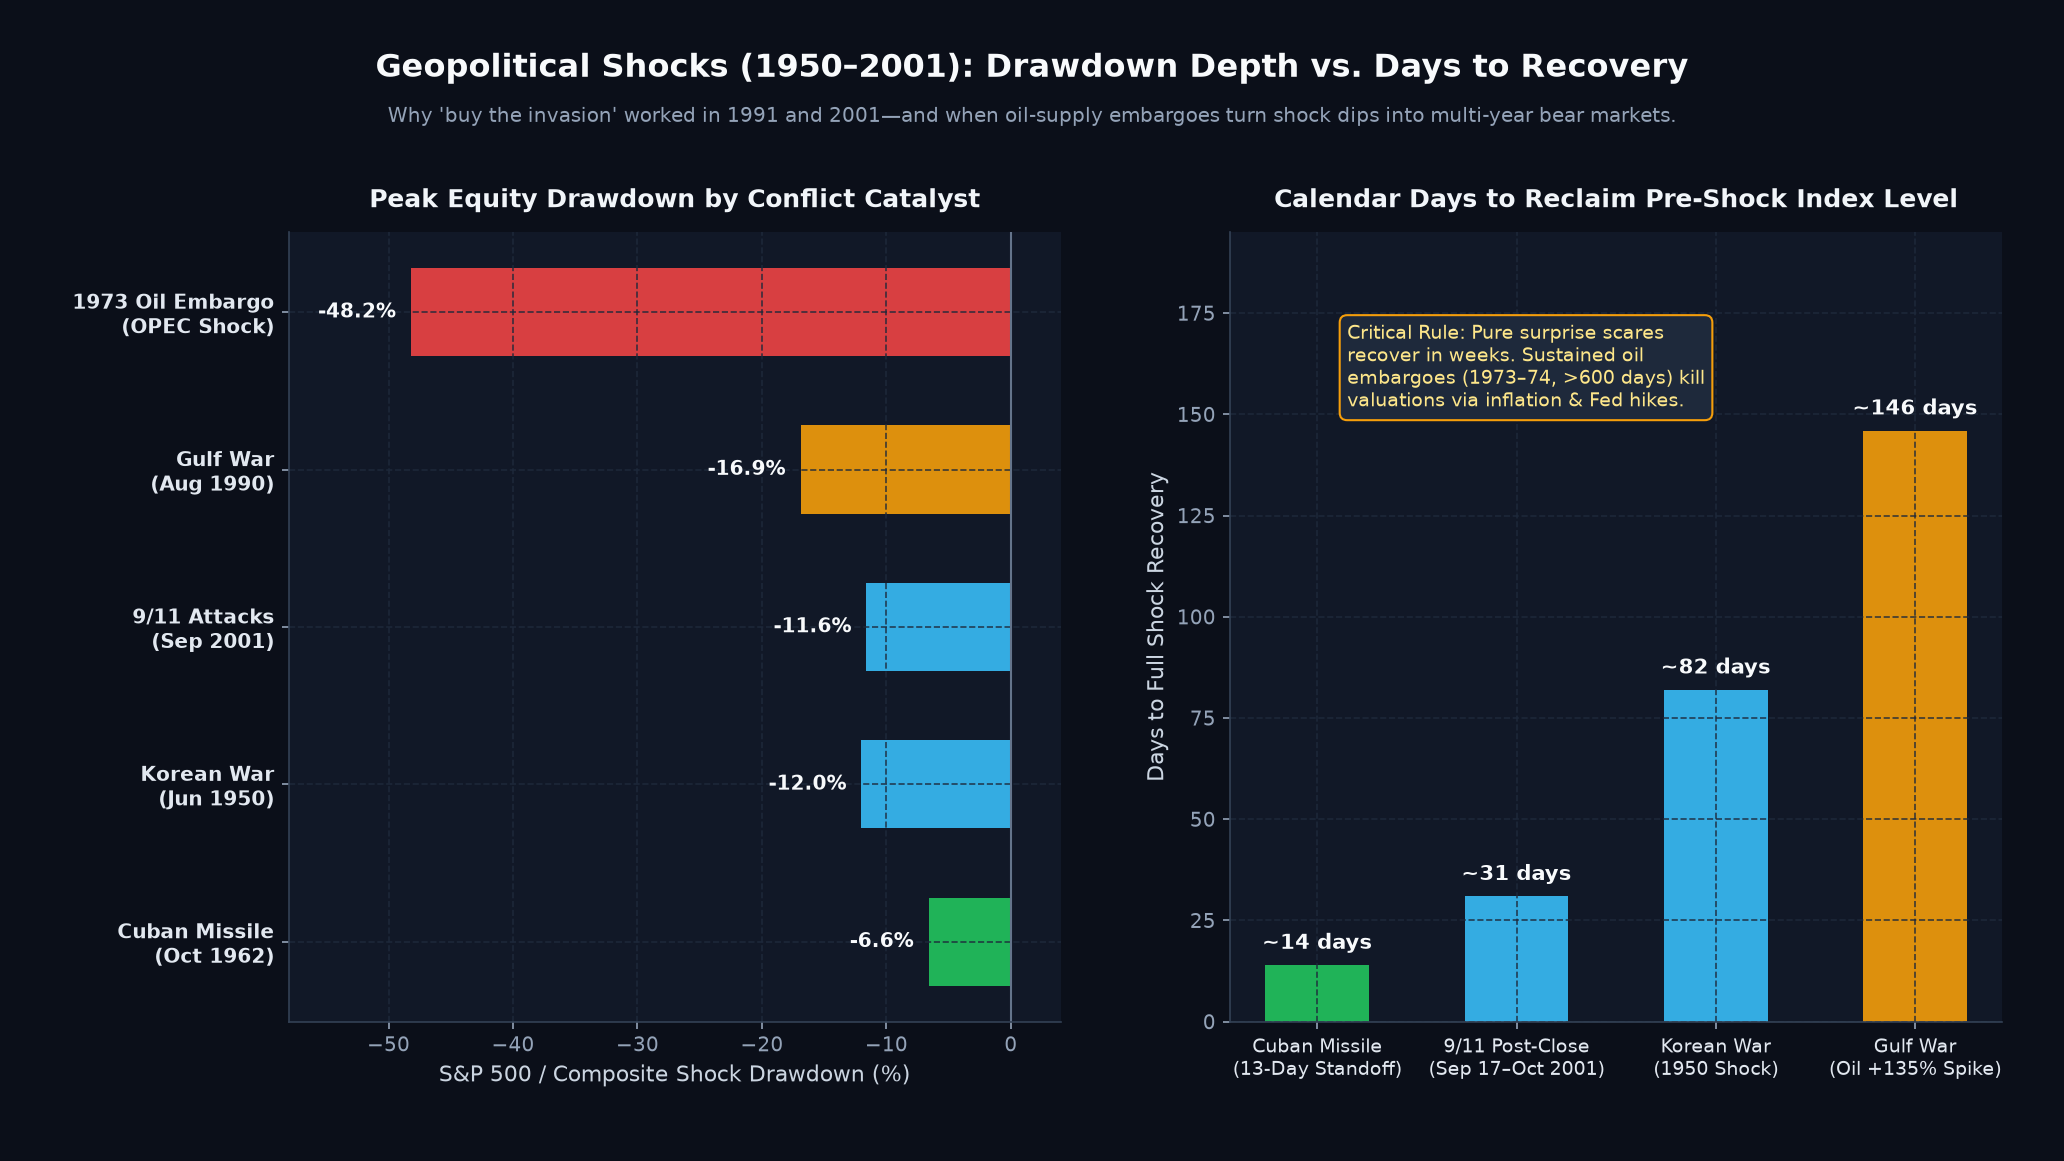 Geopolitical Shocks (1950–2001): Drawdown Depth vs. Days to Recovery
Why 'buy the invasion' worked in 1991 and 2001—and when oil-supply embargoes turn shock dips into multi-year bear markets.
Peak Equity Drawdown by Conflict Catalyst
1973 Oil Embargo
(OPEC Shock)
-48.2%
Gulf War
(Aug 1990)
-16.9%
9/11 Attacks
(Sep 2001)
-11.6%
Korean War
(Jun 1950)
-12.0%
Cuban Missile
(Oct 1962)
-6.6%
−50
−40
−30
−20
−10
0
S&P 500 / Composite Shock Drawdown (%)
Calendar Days to Reclaim Pre-Shock Index Level
Days to Full Shock Recovery
175
150
125
100
75
50
25
0
Critical Rule: Pure surprise scares
recover in weeks. Sustained oil
embargoes (1973–74, >600 days) kill
valuations via inflation & Fed hikes.
~14 days
~31 days
~82 days
~146 days
Cuban Missile
(13-Day Standoff)
9/11 Post-Close
(Sep 17–Oct 2001)
Korean War
(1950 Shock)
Gulf War
(Oil +135% Spike)